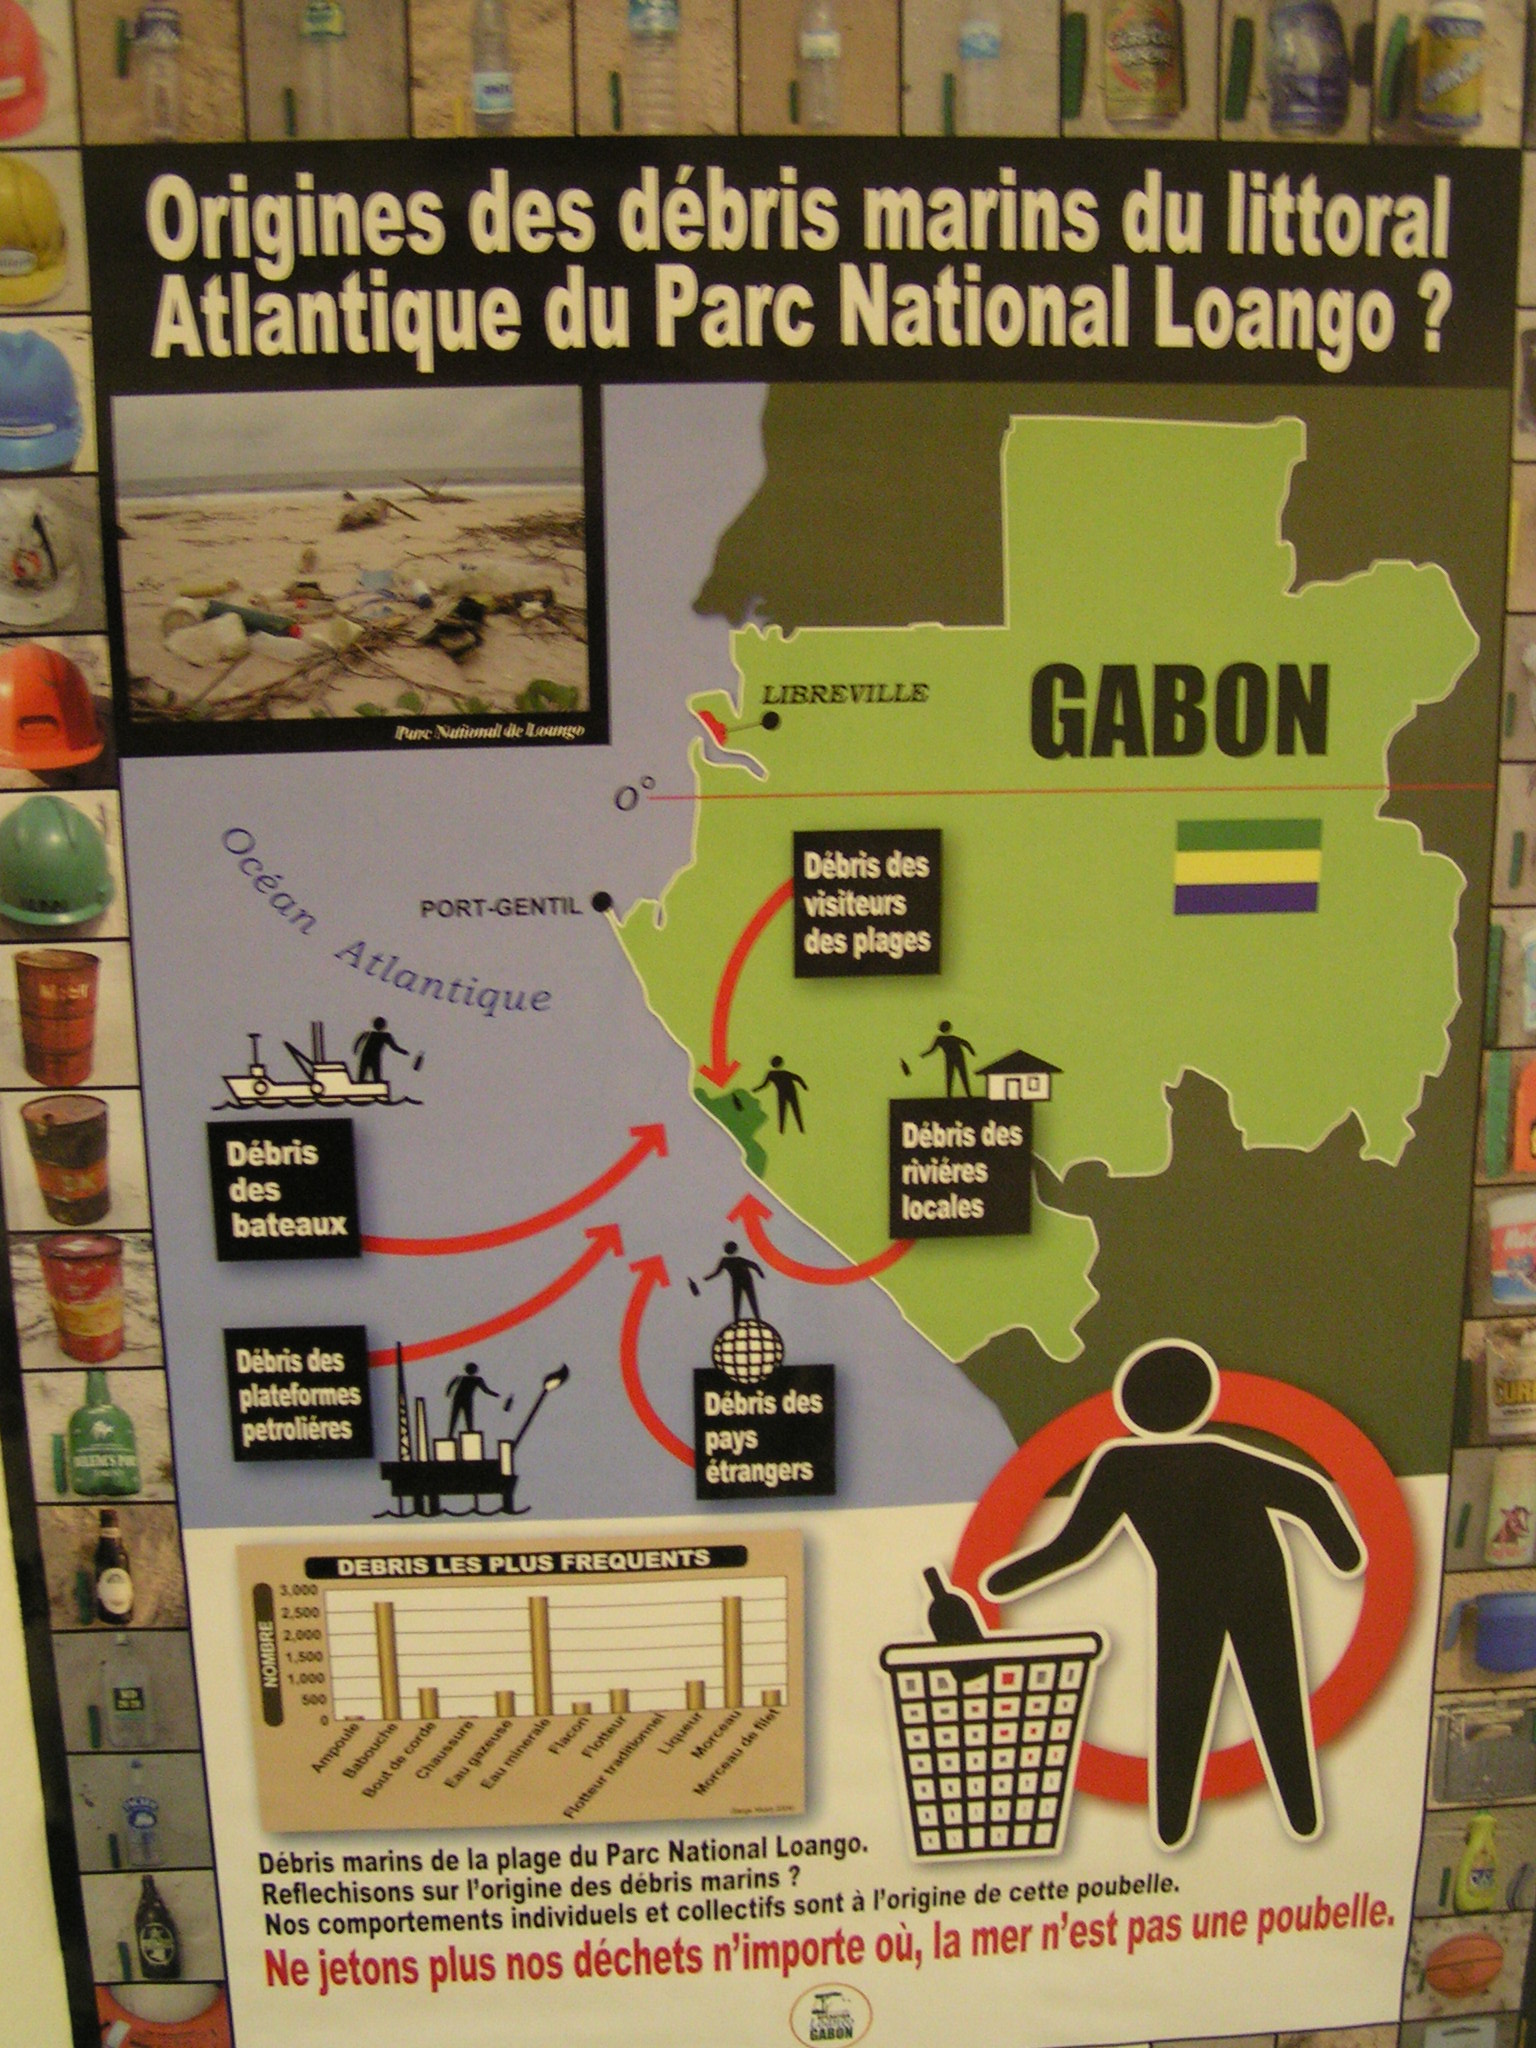 Origines des débris marins du littoral
Atlantique du Parc National Loango ?
Parc National de Loango
LIBREVILLE
GABON
0°
Océan Atlantique
PORT-GENTIL
Débris des
visiteurs
des plages
Débris
des
bateaux
Débris des
riviéres
locales
Débris des
plateformes
petroliéres
Débris des
pays
étrangers
DEBRIS LES PLUS FREQUENTS
NOMBRE
3,000
2,500
2,000
1,500
1,000
500
0
Ampoule
Babouche
Bout de corde
Chaussure
Eau gazeuse
Eau minerale
Flacon
Flotteur
Flotteur traditionnel
Liqueur
Morceau
Morceau de filet
Débris marins de la plage du Parc National Loango.
Reflechisons sur l'origine des débris marins ?
Nos comportements individuels et collectifs sont à l'origine de cette poubelle.
Ne jetons plus nos déchets n'importe où, la mer n'est pas une poubelle.
GABON